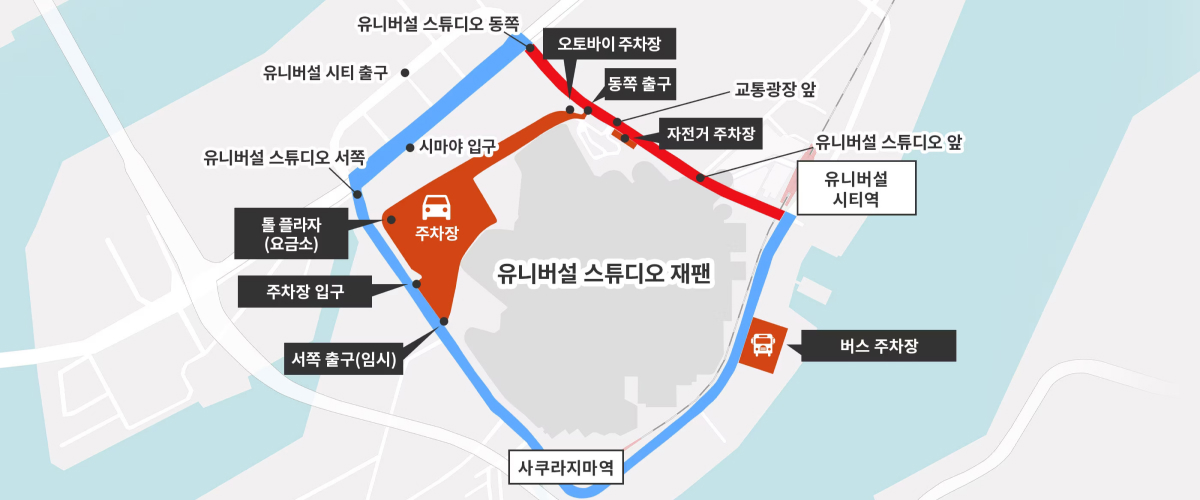 유니버설 스튜디오 동쪽
오토바이 주차장
유니버설 시티 출구
동쪽 출구
교통광장 앞
자전거 주차장
시마야 입구
유니버설 스튜디오 앞
유니버설 스튜디오 서쪽
유니버설
시티역
톨 플라자
(요금소)
주차장
유니버설 스튜디오 재팬
주차장 입구
버스 주차장
서쪽 출구(임시)
사쿠라지마역